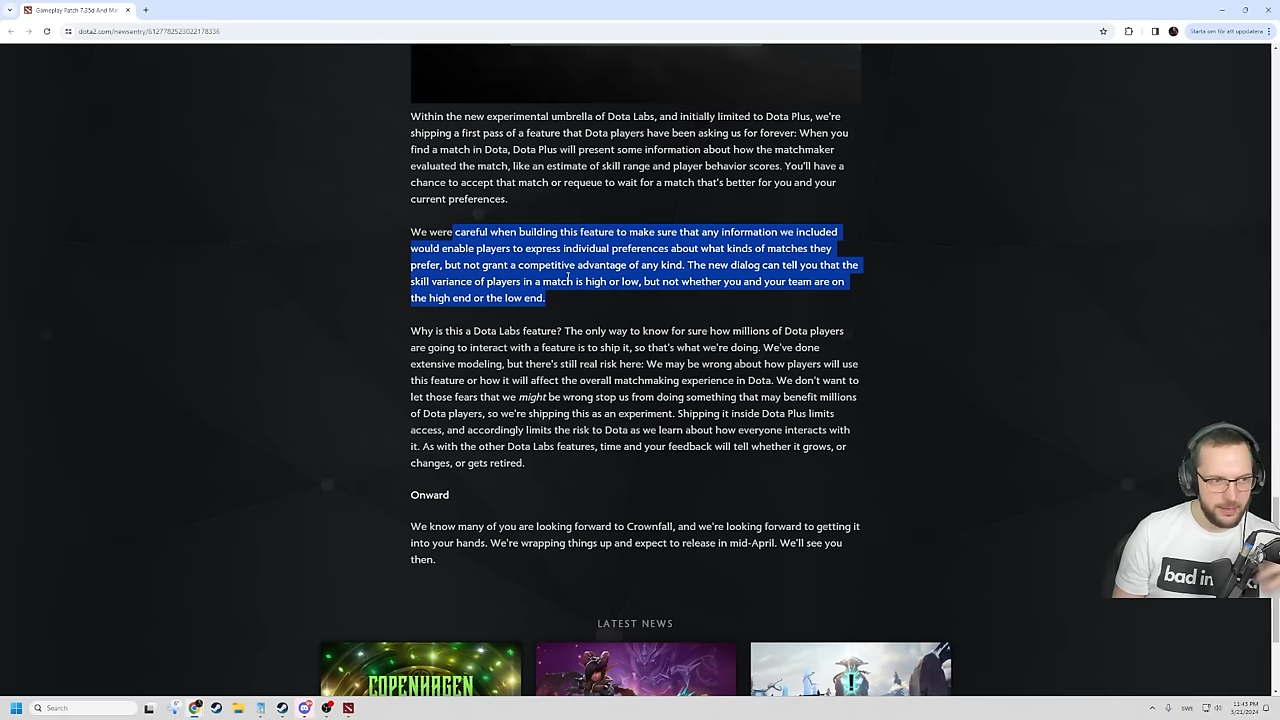 Gameplay Patch 7.35d And Ma
dota2.com/newsentry/6127782523022178336
Starta om för att uppdatera
Within the new experimental umbrella of Dota Labs, and initially limited to Dota Plus, we're
shipping a first pass of a feature that Dota players have been asking us for forever: When you
find a match in Dota, Dota Plus will present some information about how the matchmaker
evaluated the match, like an estimate of skill range and player behavior scores. You'll have a
chance to accept that match or requeue to wait for a match that's better for you and your
current preferences.
We were careful when building this feature to make sure that any information we included
would enable players to express individual preferences about what kinds of matches they
prefer, but not grant a competitive advantage of any kind. The new dialog can tell you that the
skill variance of players in a match is high or low, but not whether you and your team are on
the high end or the low end.
Why is this a Dota Labs feature? The only way to know for sure how millions of Dota players
are going to interact with a feature is to ship it, so that's what we're doing. We've done
extensive modeling, but there's still real risk here: We may be wrong about how players will use
this feature or how it will affect the overall matchmaking experience in Dota. We don't want to
let those fears that we might be wrong stop us from doing something that may benefit millions
of Dota players, so we're shipping this as an experiment. Shipping it inside Dota Plus limits
access, and accordingly limits the risk to Dota as we learn about how everyone interacts with
it. As with the other Dota Labs features, time and your feedback will tell whether it grows, or
changes, or gets retired.
Onward
We know many of you are looking forward to Crownfall, and we're looking forward to getting it
into your hands. We're wrapping things up and expect to release in mid-April. We'll see you
then.
LATEST NEWS
COPENHAGEN
bad in
Search
SWE
11:43 PM
3/21/2024